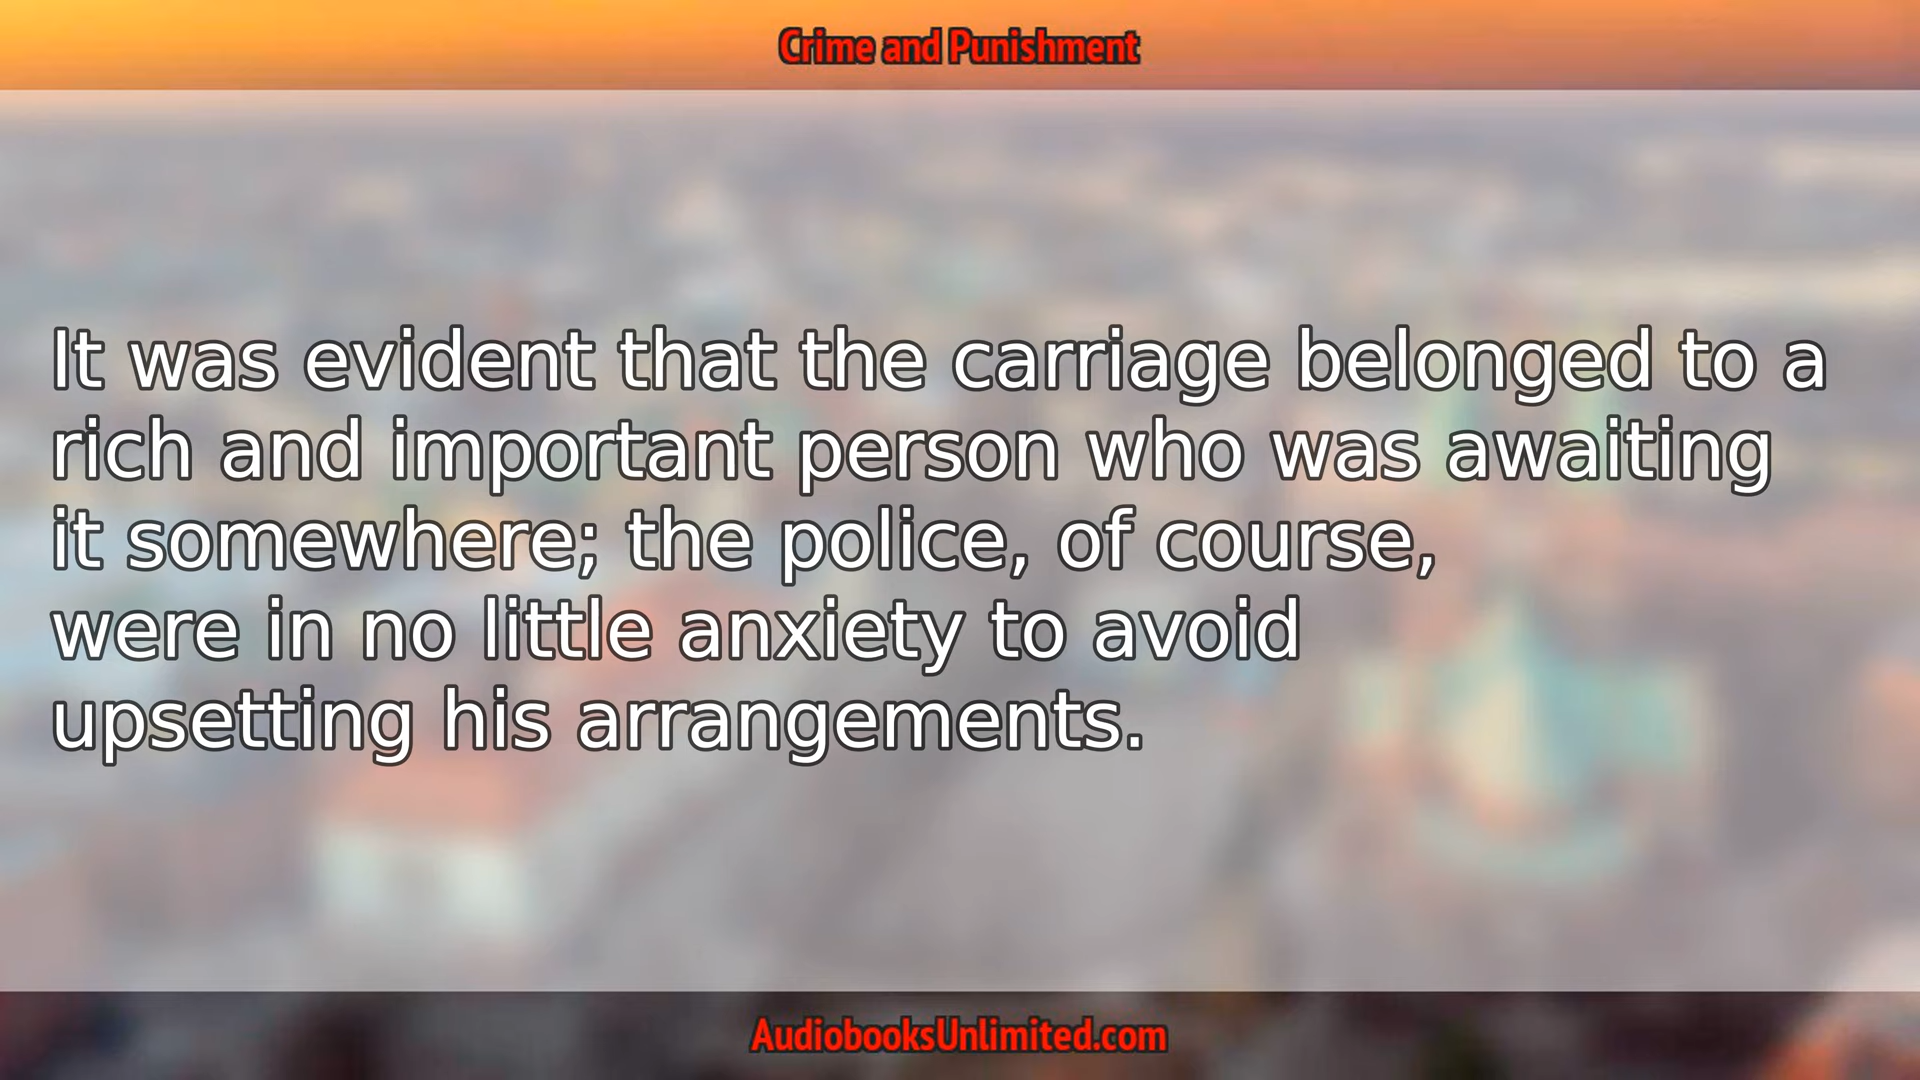 Crime and Punishment
It was evident that the carriage belonged to a
rich and important person who was awaiting
it somewhere; the police, of course,
were in no little anxiety to avoid
upsetting his arrangements.
AudiobooksUnlimited.com